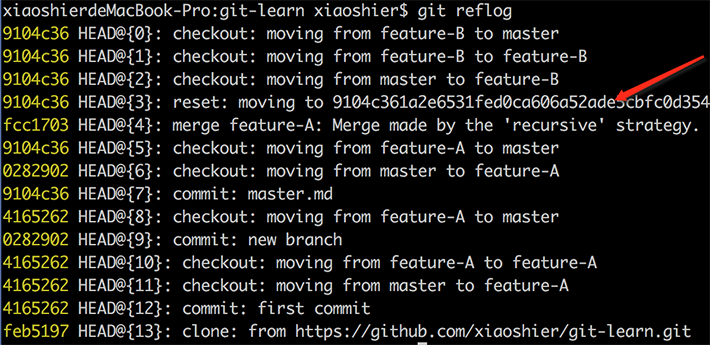 xiaoshierdeMacBook-Pro:git-learn xiaoshier$ git reflog
9104c36 HEAD@{0}: checkout: moving from feature-B to master
9104c36 HEAD@{1}: checkout: moving from feature-B to feature-B
9104c36 HEAD@{2}: checkout: moving from master to feature-B
9104c36 HEAD@{3}: reset: moving to 9104c361a2e6531fed0ca606a52ade5cbfc0d354
fcc1703 HEAD@{4}: merge feature-A: Merge made by the 'recursive' strategy.
9104c36 HEAD@{5}: checkout: moving from feature-A to master
0282902 HEAD@{6}: checkout: moving from master to feature-A
9104c36 HEAD@{7}: commit: master.md
4165262 HEAD@{8}: checkout: moving from feature-A to master
0282902 HEAD@{9}: commit: new branch
4165262 HEAD@{10}: checkout: moving from feature-A to feature-A
4165262 HEAD@{11}: checkout: moving from master to feature-A
4165262 HEAD@{12}: commit: first commit
feb5197 HEAD@{13}: clone: from https://github.com/xiaoshier/git-learn.git